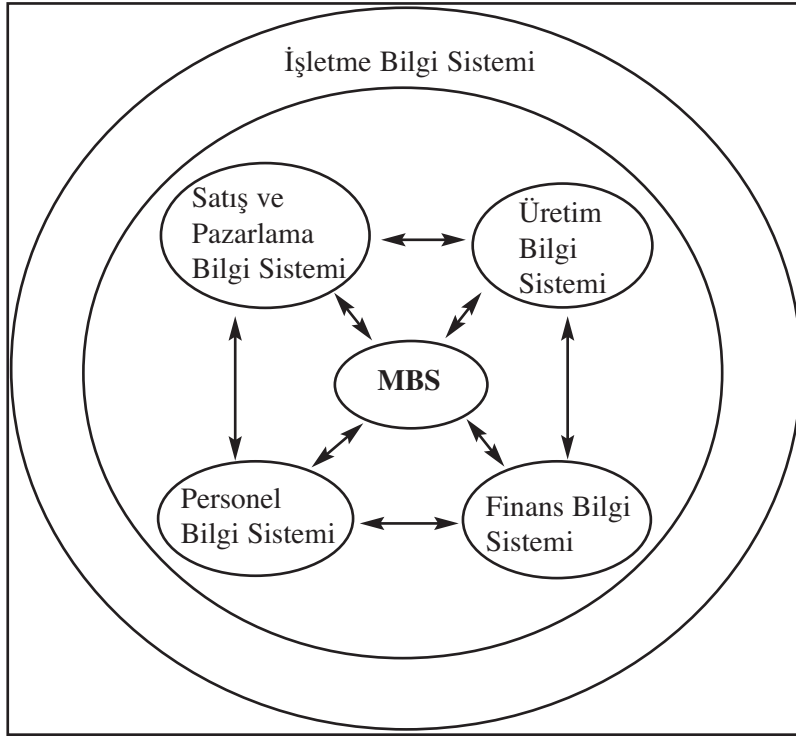 İşletme Bilgi Sistemi
Satış ve
Pazarlama
Bilgi Sistemi
Üretim
Bilgi
Sistemi
MBS
Personel
Bilgi Sistemi
Finans Bilgi
Sistemi